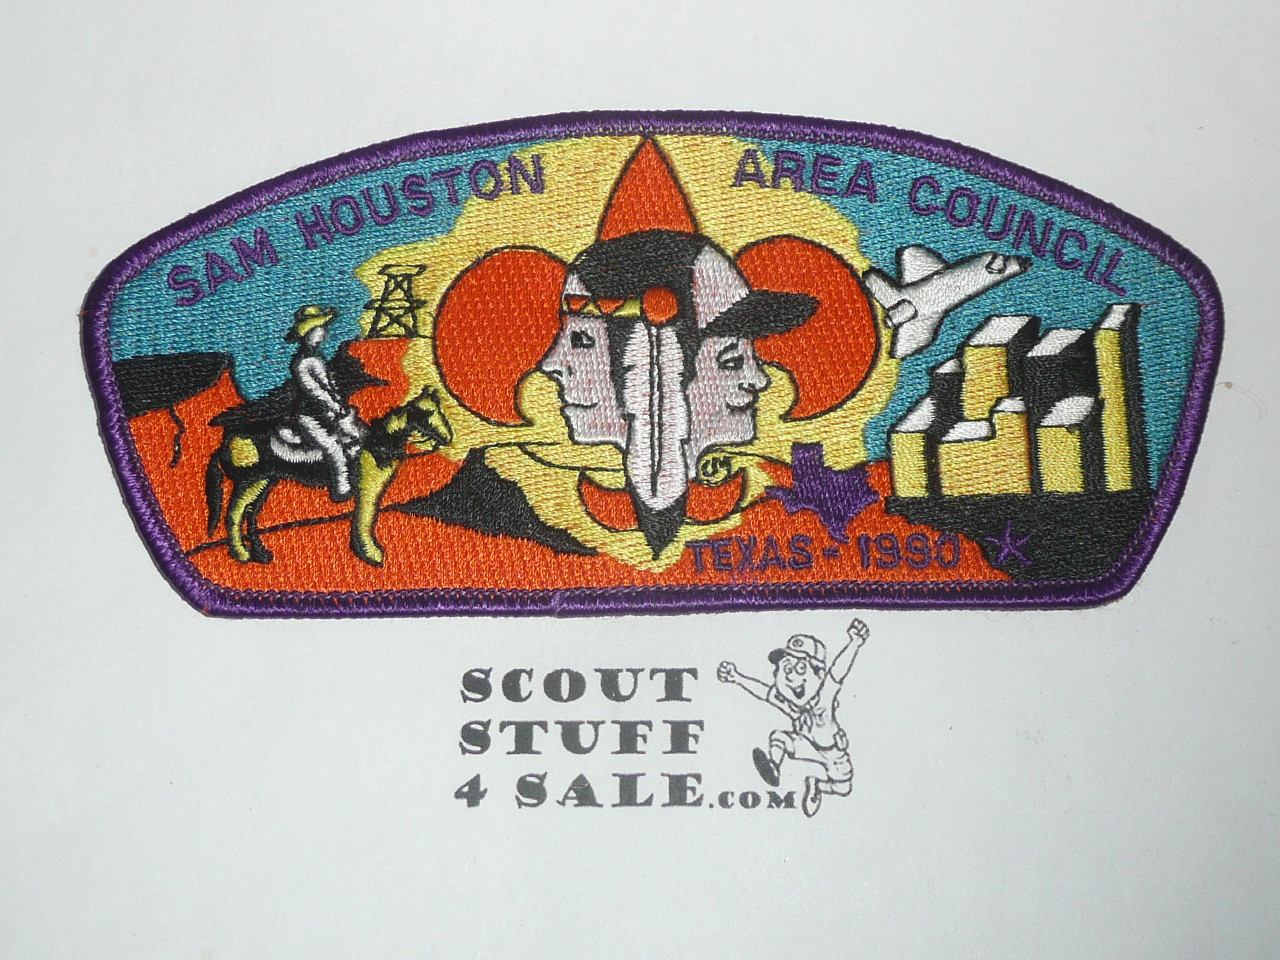 SAM HOUSTON AREA COUNCIL
TEXAS - 1990
SCOUT
STUFF
4 SALE.COM